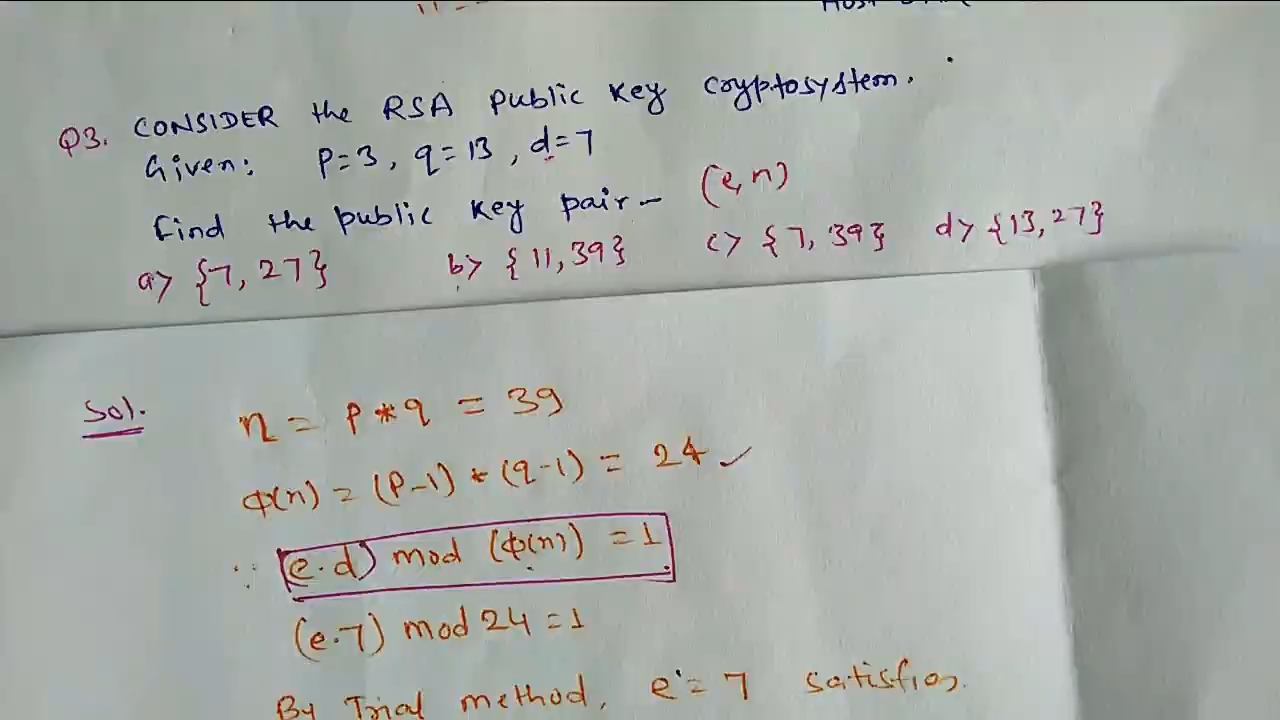 Q3. CONSIDER the RSA Public Key cryptosystem.
Given: P=3, q=13, d=7
Find the public key pair - (e,n)
a> {7, 27} b> {11, 39} c> {7, 39} d> {13, 27}
Sol.
n = P * q = 39
Φ(n) = (P-1) * (q-1) = 24 ✓
∵ (e.d) mod (Φ(n)) = 1
(e.7) mod 24 = 1
By Trial method, e = 7 satisfies.